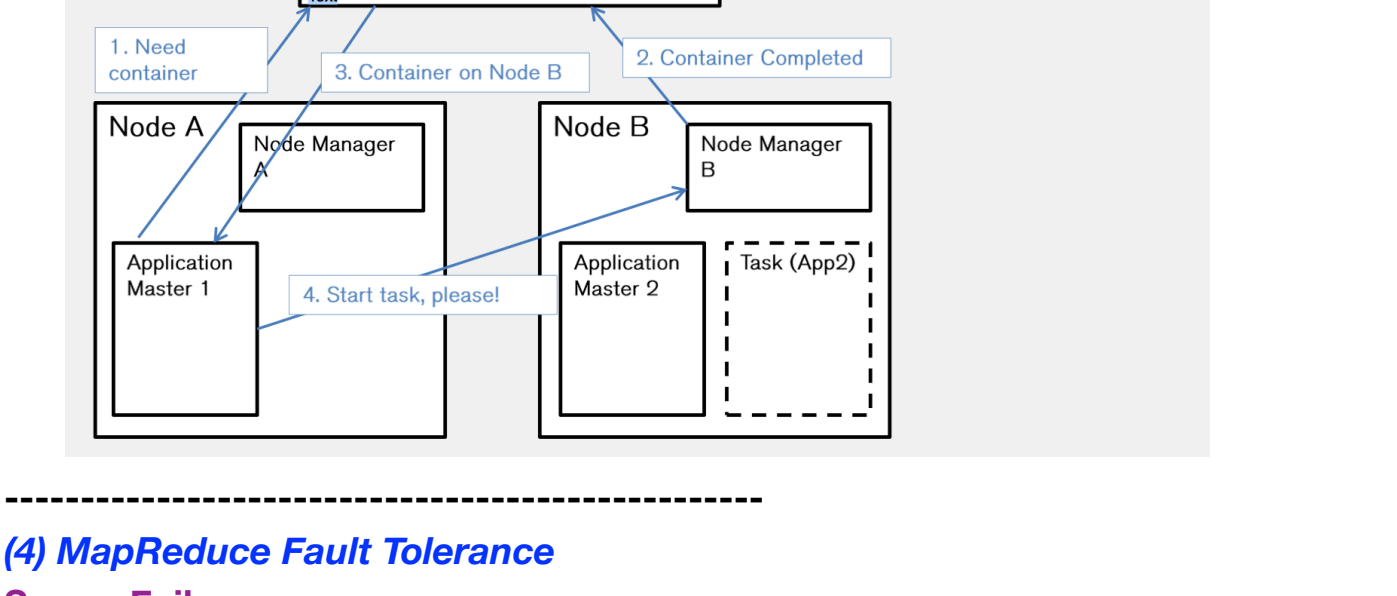 1. Need
container
3. Container on Node B
2. Container Completed
Node A
Node Manager
A
Node B
Node Manager
B
Application
Master 1
4. Start task, please!
Application
Master 2
Task (App2)
--------------------------------------------------
(4) MapReduce Fault Tolerance